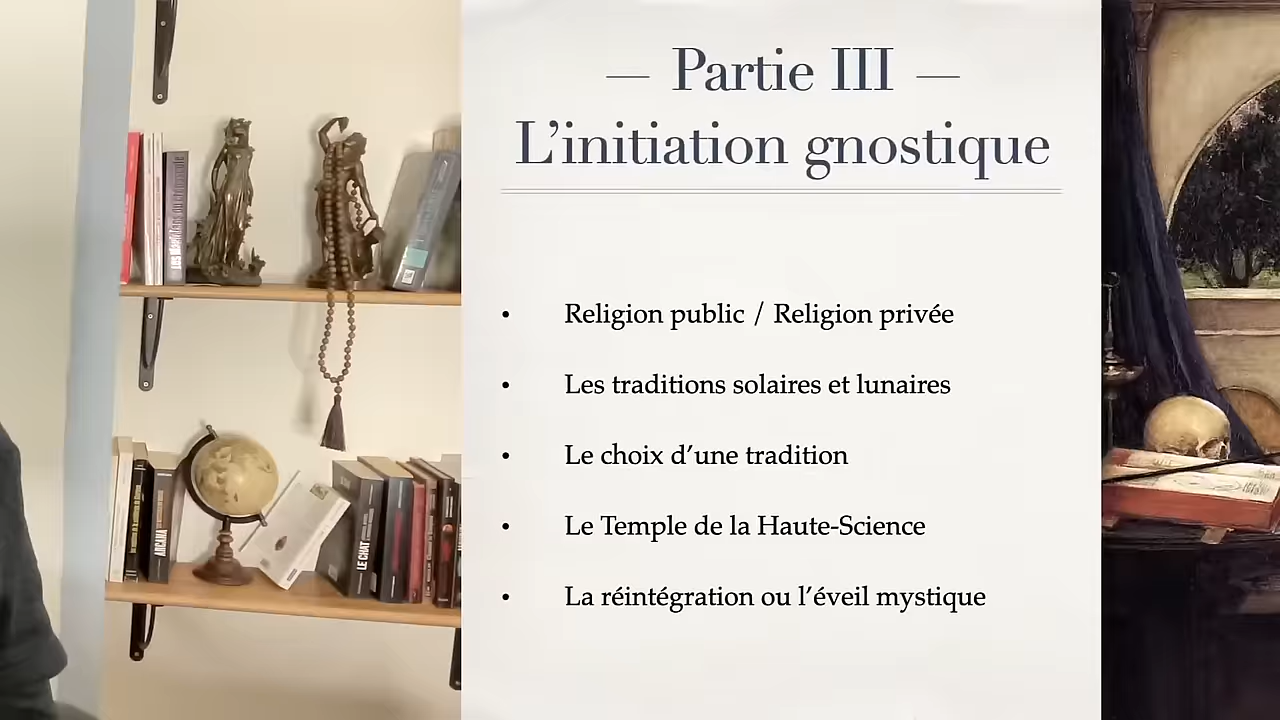 — Partie III —
L’initiation gnostique
• Religion public / Religion privée
• Les traditions solaires et lunaires
• Le choix d’une tradition
• Le Temple de la Haute-Science
• La réintégration ou l’éveil mystique
ARCANA
LE CHAT